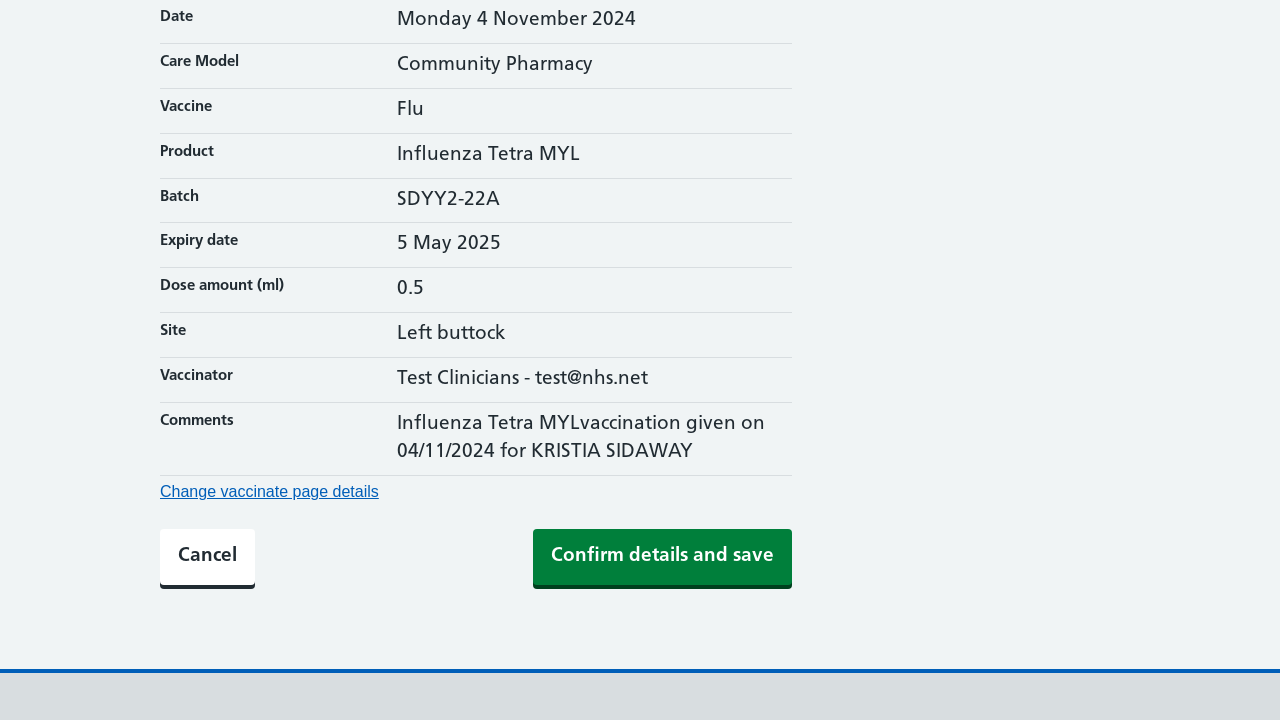 Date Monday 4 November 2024
Care Model Community Pharmacy
Vaccine Flu
Product Influenza Tetra MYL
Batch SDYY2-22A
Expiry date 5 May 2025
Dose amount (ml) 0.5
Site Left buttock
Vaccinator Test Clinicians - test@nhs.net
Comments Influenza Tetra MYLvaccination given on
04/11/2024 for KRISTIA SIDAWAY
Change vaccinate page details
Cancel Confirm details and save